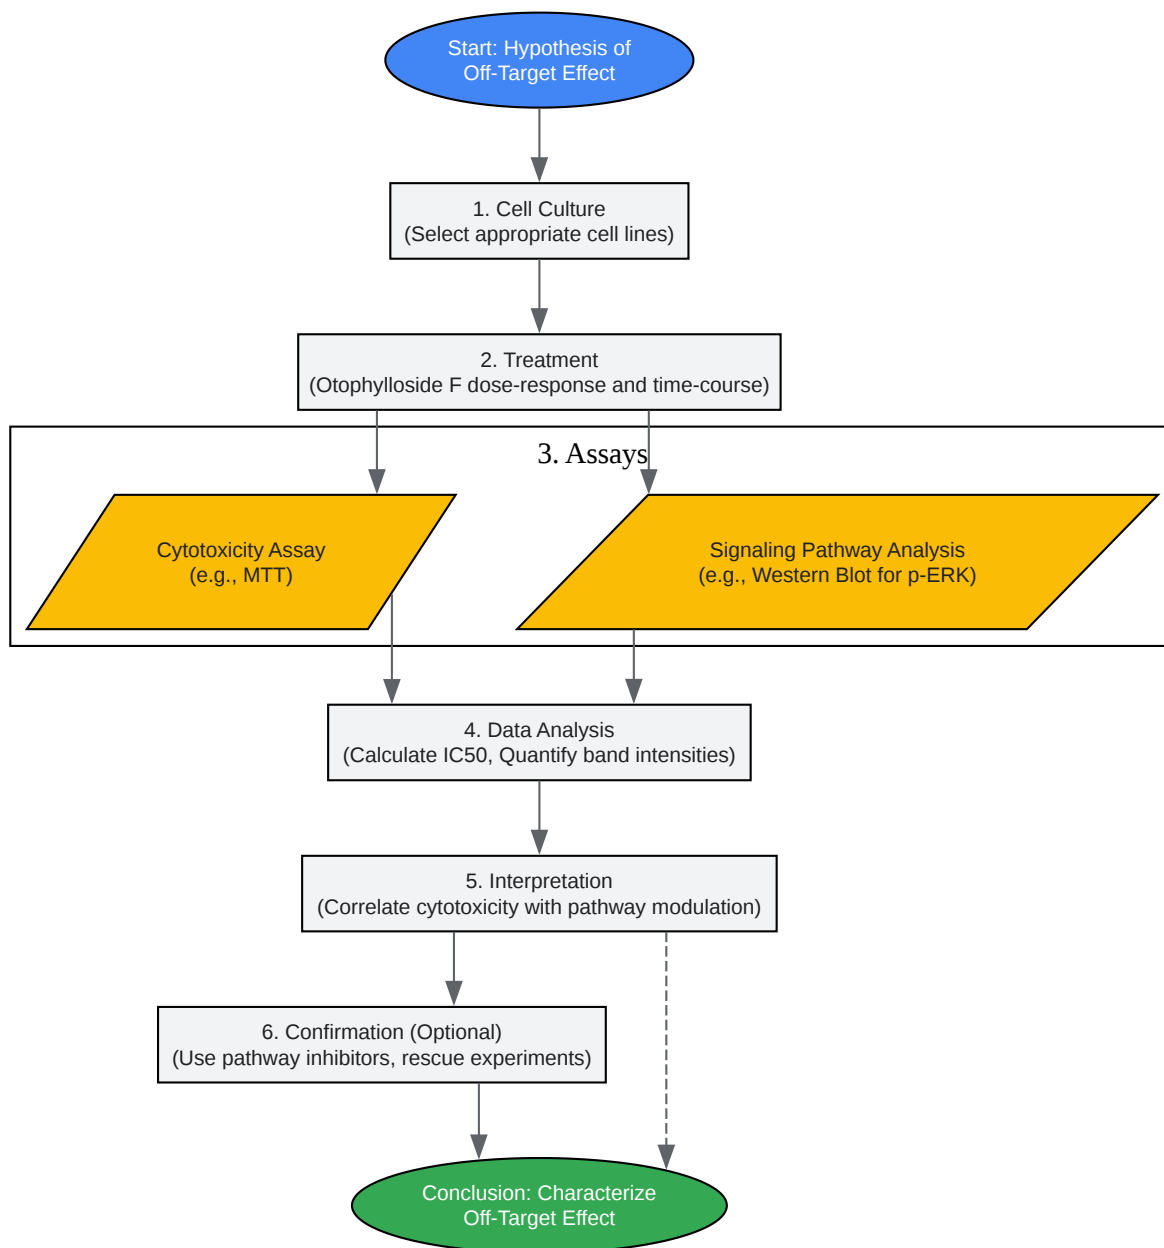 Start: Hypothesis of
Off-Target Effect
1. Cell Culture
(Select appropriate cell lines)
2. Treatment
(Otophylloside F dose-response and time-course)
3. Assays
Cytotoxicity Assay
(e.g., MTT)
Signaling Pathway Analysis
(e.g., Western Blot for p-ERK)
4. Data Analysis
(Calculate IC50, Quantify band intensities)
5. Interpretation
(Correlate cytotoxicity with pathway modulation)
6. Confirmation (Optional)
(Use pathway inhibitors, rescue experiments)
Conclusion: Characterize
Off-Target Effect